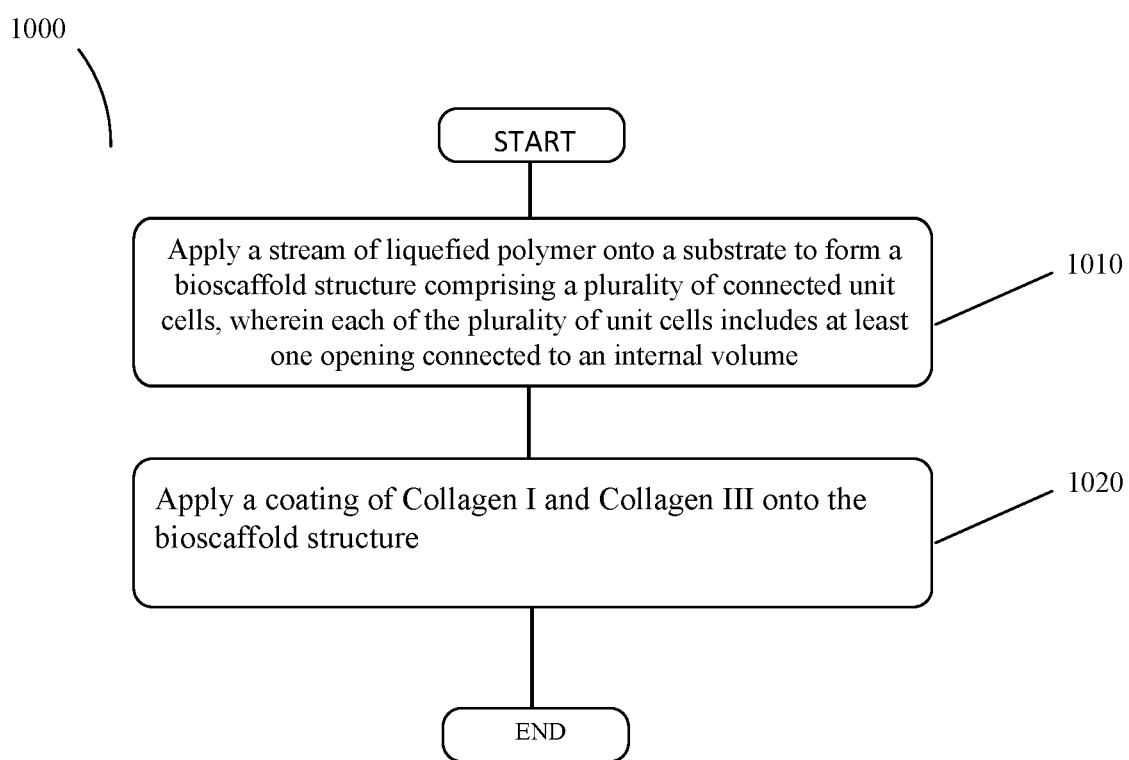 1000
START
Apply a stream of liquefied polymer onto a substrate to form a
bioscaffold structure comprising a plurality of connected unit
cells, wherein each of the plurality of unit cells includes at least
one opening connected to an internal volume
1010
Apply a coating of Collagen I and Collagen III onto the
bioscaffold structure
1020
END